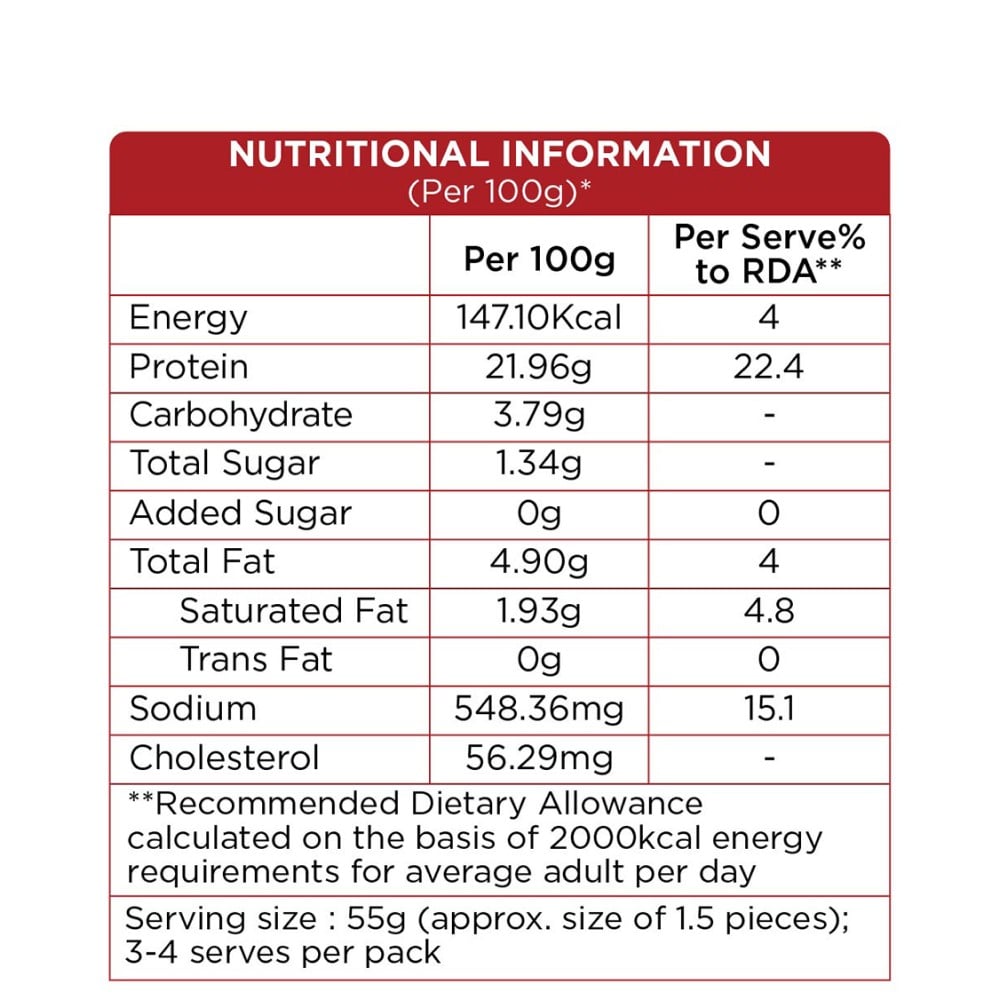 NUTRITIONAL INFORMATION
(Per 100g)*
Per 100g
Per Serve%
to RDA**
Energy 147.10Kcal 4
Protein 21.96g 22.4
Carbohydrate 3.79g -
Total Sugar 1.34g -
Added Sugar 0g 0
Total Fat 4.90g 4
Saturated Fat 1.93g 4.8
Trans Fat 0g 0
Sodium 548.36mg 15.1
Cholesterol 56.29mg -
**Recommended Dietary Allowance
calculated on the basis of 2000kcal energy
requirements for average adult per day
Serving size : 55g (approx. size of 1.5 pieces);
3-4 serves per pack